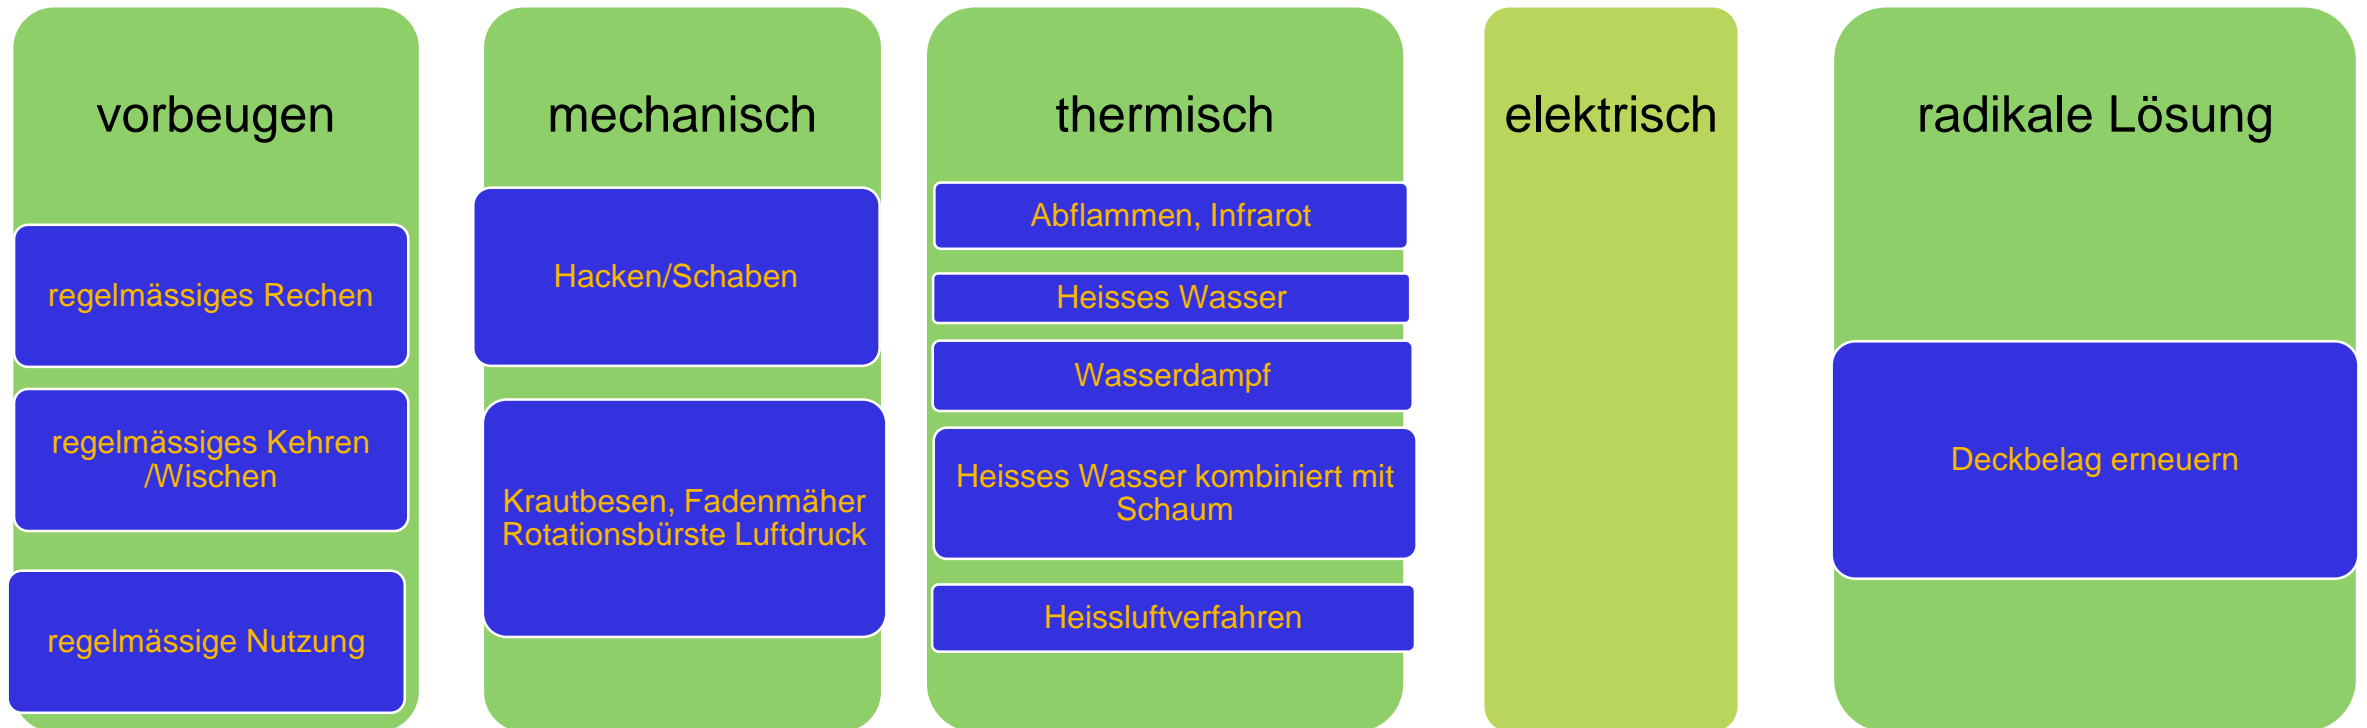 vorbeugen
regelmässiges Rechen
regelmässiges Kehren
/Wischen
regelmässige Nutzung
mechanisch
Hacken/Schaben
Krautbesen, Fadenmäher
Rotationsbürste Luftdruck
thermisch
Abflammen, Infrarot
Heisses Wasser
Wasserdampf
Heisses Wasser kombiniert mit
Schaum
Heissluftverfahren
elektrisch
radikale Lösung
Deckbelag erneuern